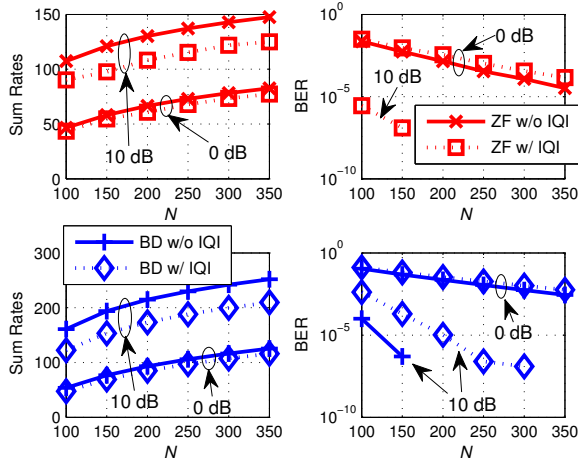 150
100
50
0
Sum Rates
100 150 200 250 300 350
N
10 dB
0 dB
10^0
10^-5
10^-10
BER
100 150 200 250 300 350
N
0 dB
10 dB
ZF w/o IQI
ZF w/ IQI
300
200
100
0
Sum Rates
100 150 200 250 300 350
N
BD w/o IQI
BD w/ IQI
10 dB
0 dB
10^0
10^-5
10^-10
BER
100 150 200 250 300 350
N
0 dB
10 dB